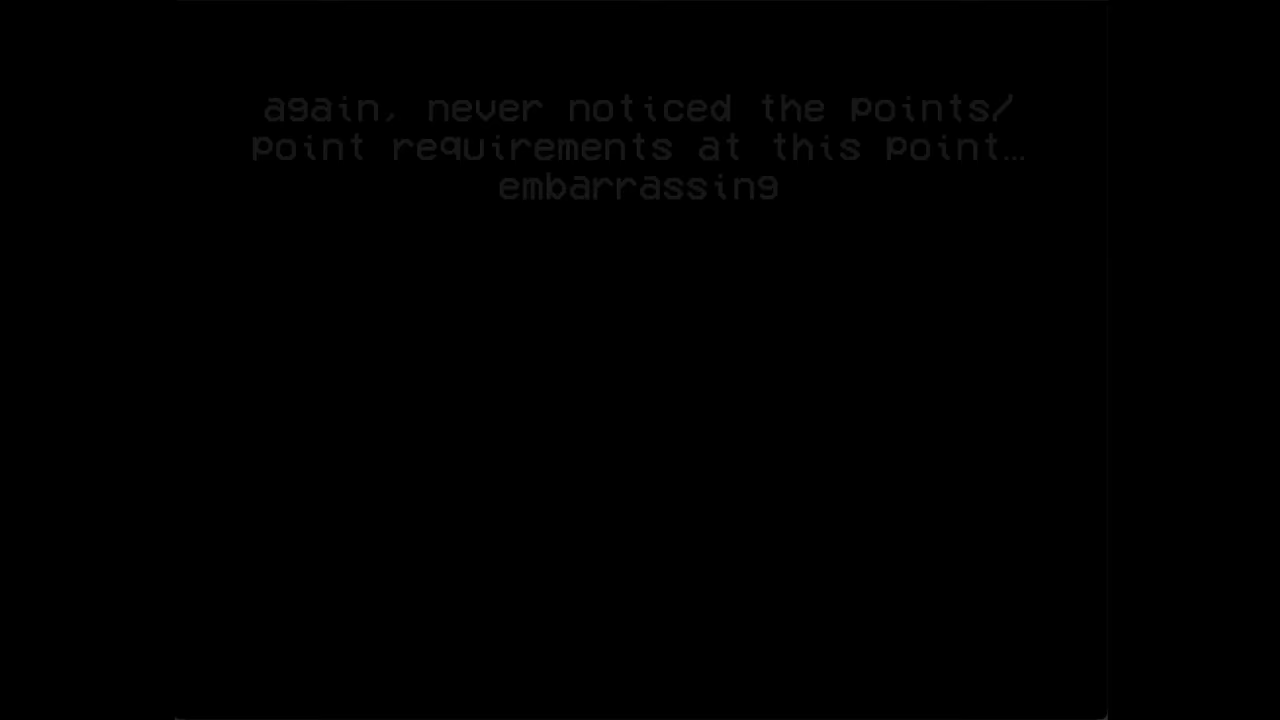 again, never noticed the points/
point requirements at this point…
embarrassing